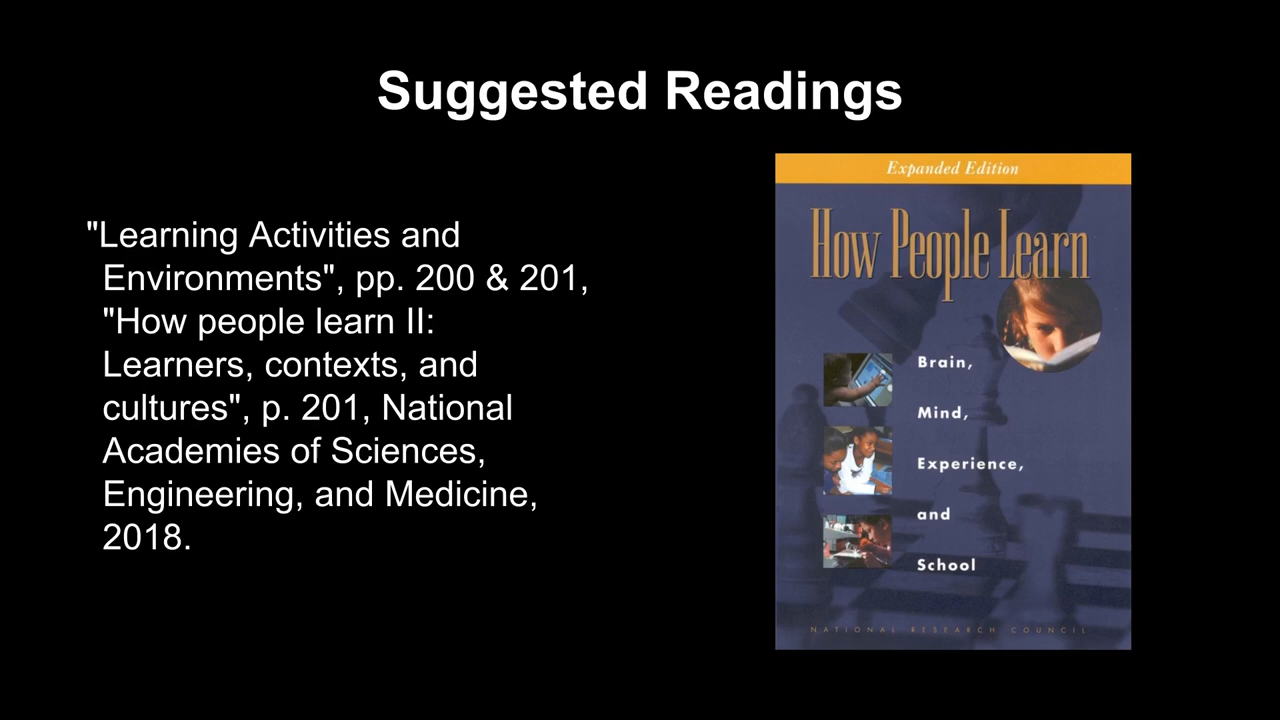 Suggested Readings
"Learning Activities and
Environments", pp. 200 & 201,
"How people learn II:
Learners, contexts, and
cultures", p. 201, National
Academies of Sciences,
Engineering, and Medicine,
2018.
Expanded Edition
How People Learn
Brain,
Mind,
Experience,
and
School
NATIONAL RESEARCH COUNCIL